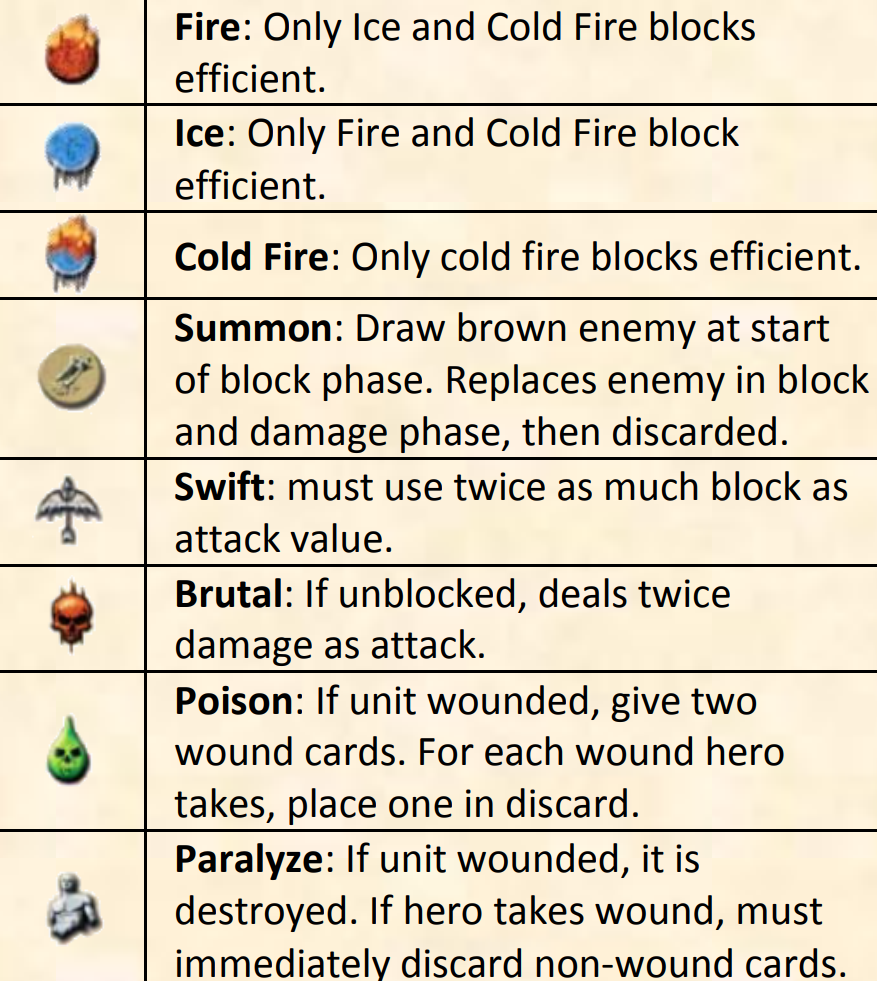 Fire: Only Ice and Cold Fire blocks
efficient.
Ice: Only Fire and Cold Fire block
efficient.
Cold Fire: Only cold fire blocks efficient.
Summon: Draw brown enemy at start
of block phase. Replaces enemy in block
and damage phase, then discarded.
Swift: must use twice as much block as
attack value.
Brutal: If unblocked, deals twice
damage as attack.
Poison: If unit wounded, give two
wound cards. For each wound hero
takes, place one in discard.
Paralyze: If unit wounded, it is
destroyed. If hero takes wound, must
immediately discard non-wound cards.